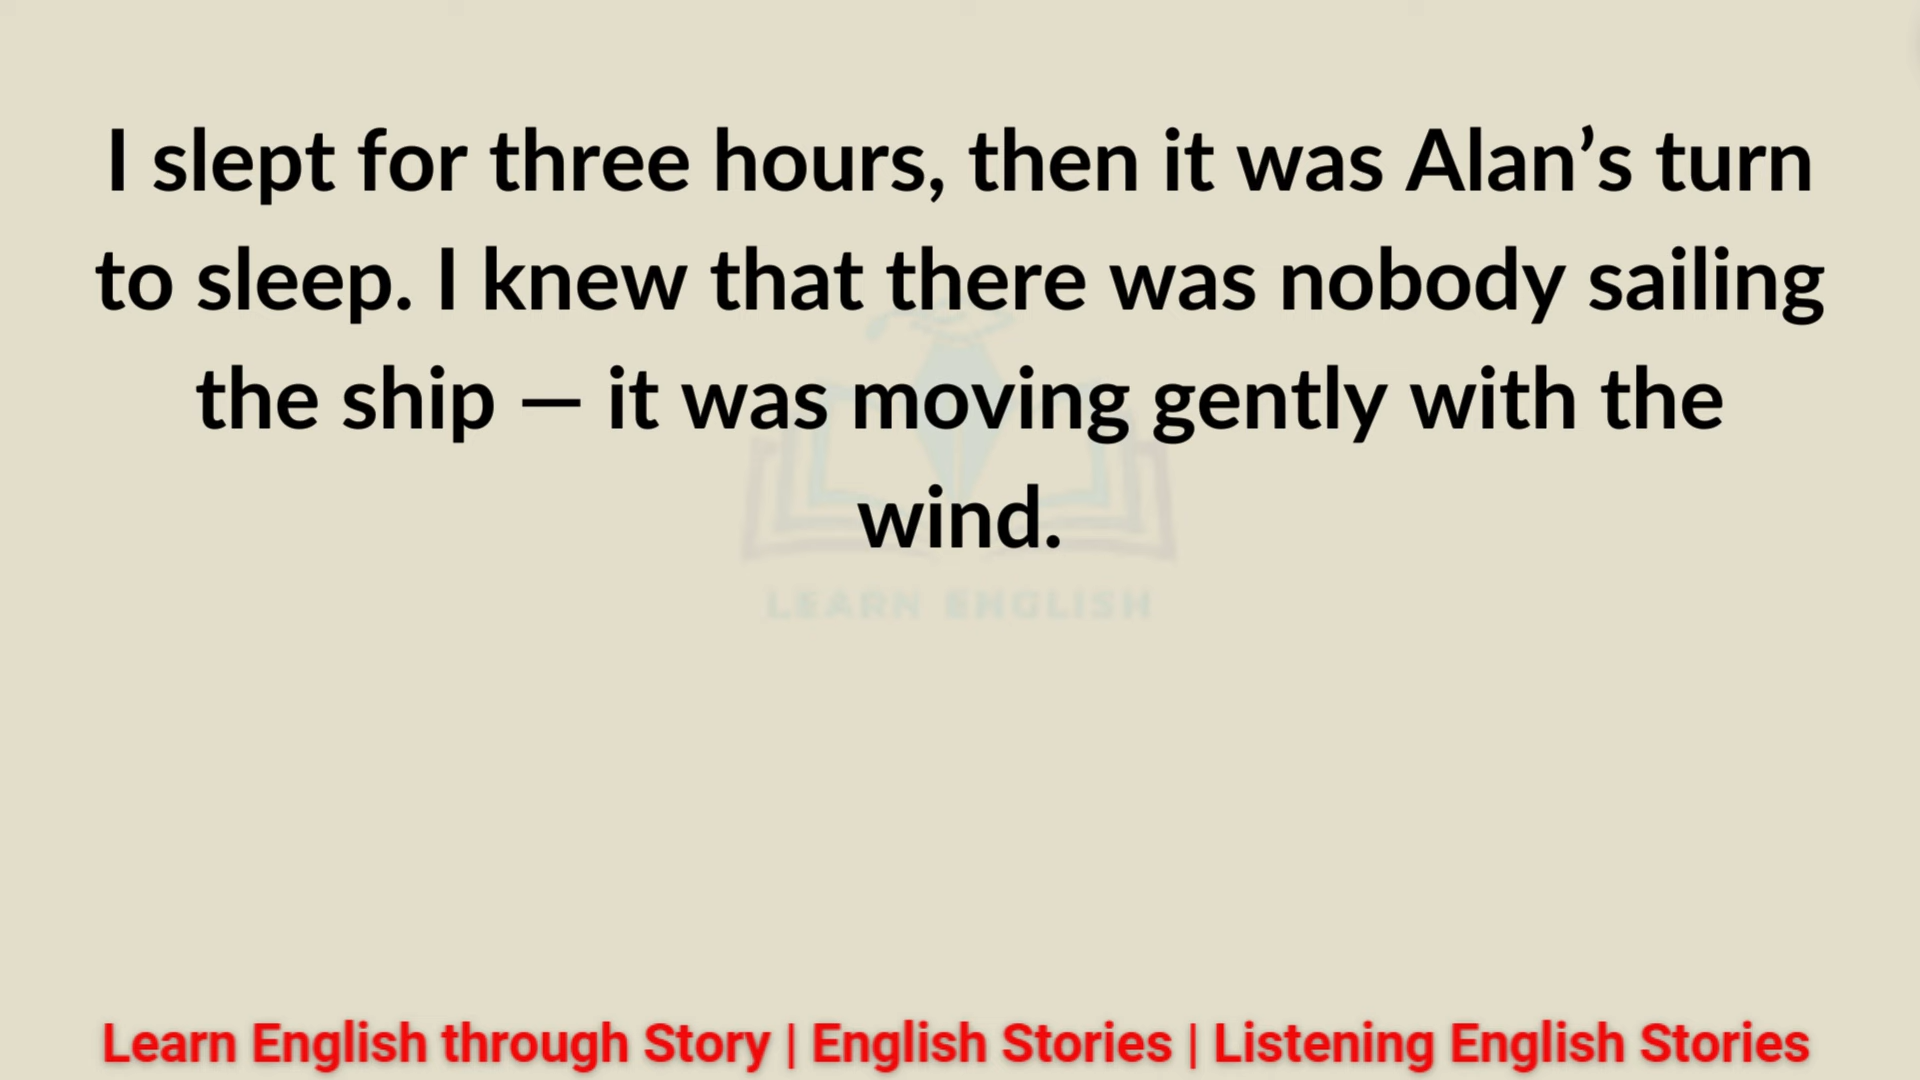 I slept for three hours, then it was Alan’s turn
to sleep. I knew that there was nobody sailing
the ship — it was moving gently with the
wind.
LEARN ENGLISH
Learn English through Story | English Stories | Listening English Stories